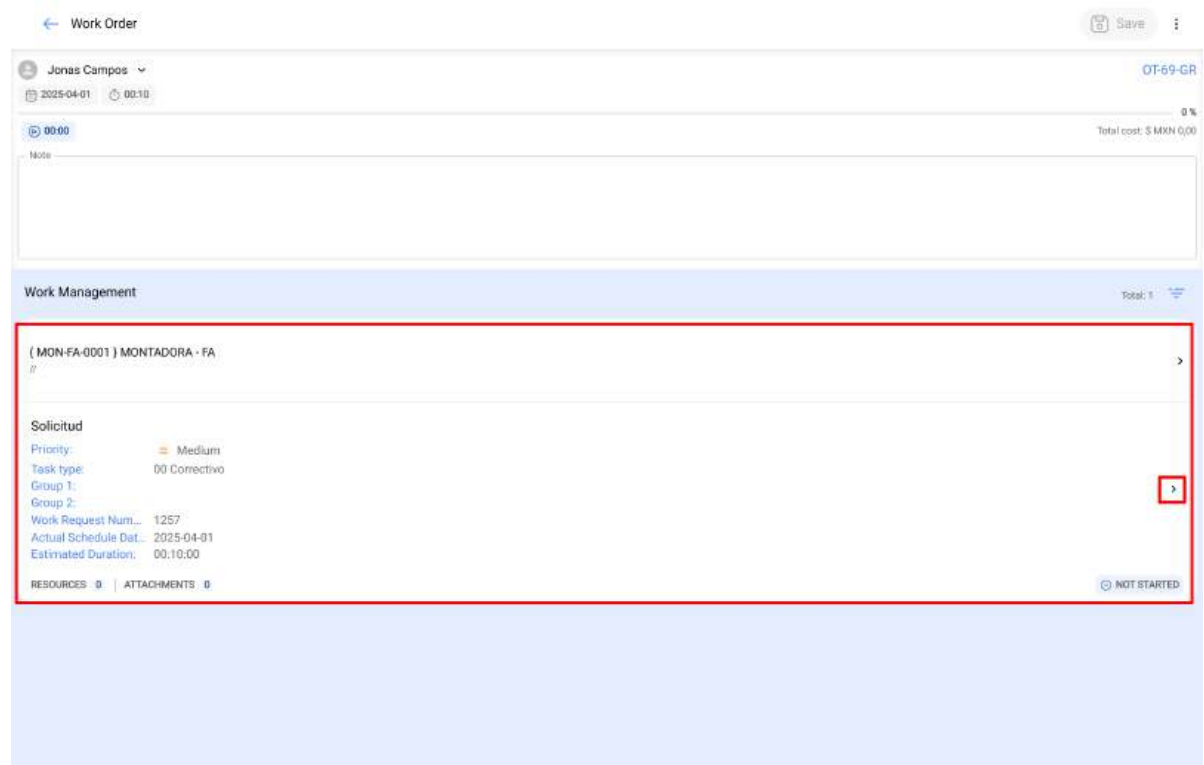 Work Order
Save
Jonas Campos
OT-69-GR
2025-04-01 00:10
0 %
00:00
Total cost: $ MXN 0,00
Note
Work Management
Total: 1
( MON-FA-0001 ) MONTADORA - FA
//
Solicitud
Priority: Medium
Task type: 00 Correctivo
Group 1:
Group 2:
Work Request Num... 1257
Actual Schedule Dat... 2025-04-01
Estimated Duration: 00:10:00
RESOURCES 0 | ATTACHMENTS 0
NOT STARTED